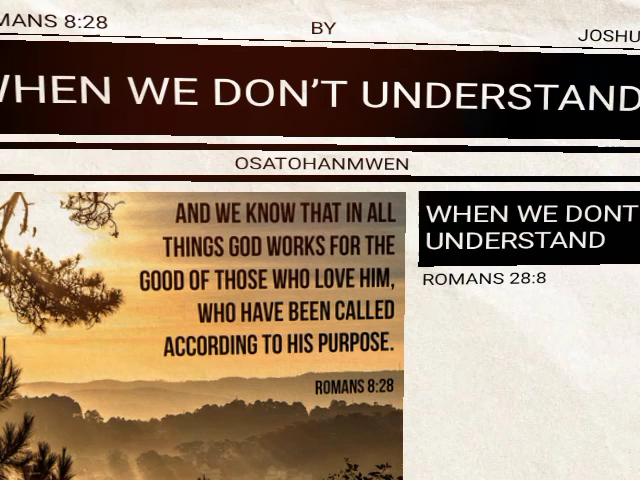 MANS 8:28
BY
JOSHU
WHEN WE DON'T UNDERSTAND
OSATOHANMWEN
AND WE KNOW THAT IN ALL
THINGS GOD WORKS FOR THE
GOOD OF THOSE WHO LOVE HIM,
WHO HAVE BEEN CALLED
ACCORDING TO HIS PURPOSE.
ROMANS 8:28
WHEN WE DONT
UNDERSTAND
ROMANS 28:8